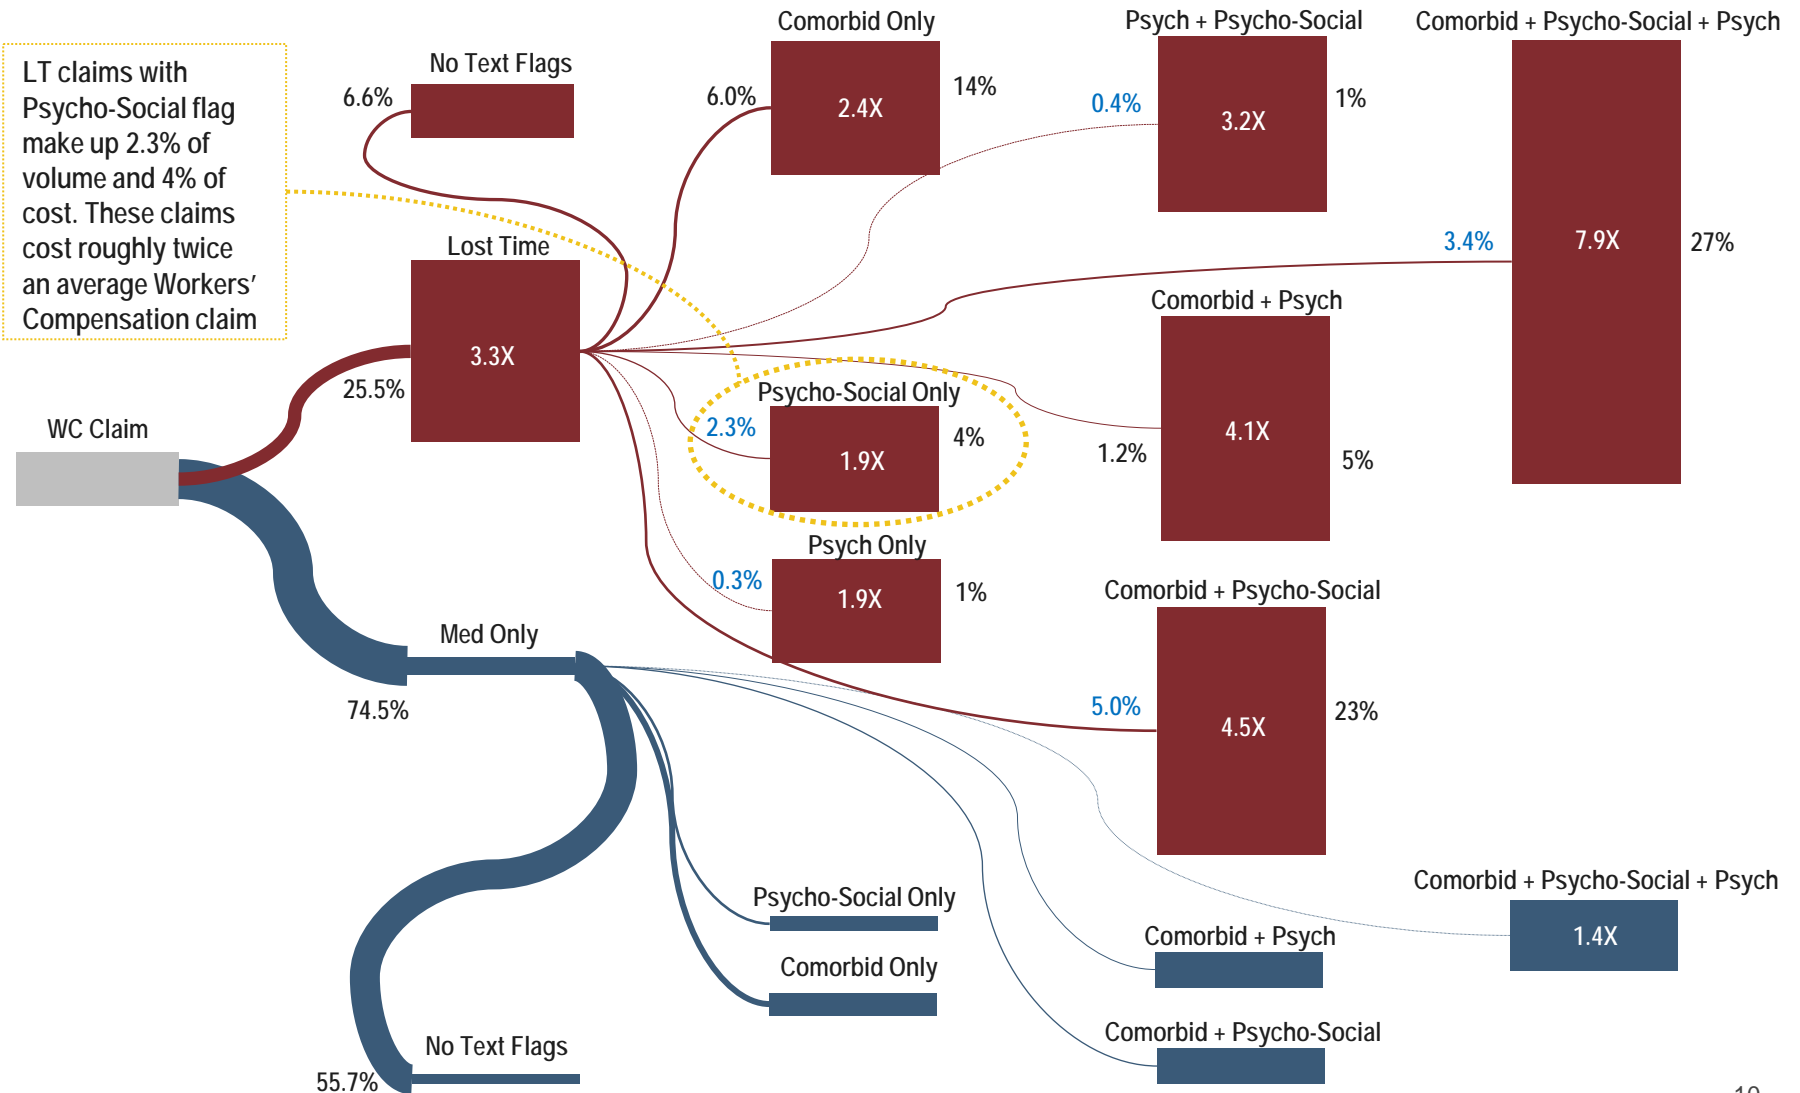 LT claims with
Psycho-Social flag
make up 2.3% of
volume and 4% of
cost. These claims
cost roughly twice
an average Workers’
Compensation claim
No Text Flags
6.6%
Comorbid Only
6.0%
2.4X
14%
Psych + Psycho-Social
0.4%
3.2X
1%
Comorbid + Psycho-Social + Psych
3.4%
7.9X
27%
Lost Time
3.3X
25.5%
WC Claim
Comorbid + Psych
1.2%
4.1X
5%
Psycho-Social Only
2.3%
1.9X
4%
Psych Only
0.3%
1.9X
1%
Comorbid + Psycho-Social
5.0%
4.5X
23%
Med Only
74.5%
Psycho-Social Only
Comorbid Only
No Text Flags
55.7%
Comorbid + Psych
Comorbid + Psycho-Social
Comorbid + Psycho-Social + Psych
1.4X